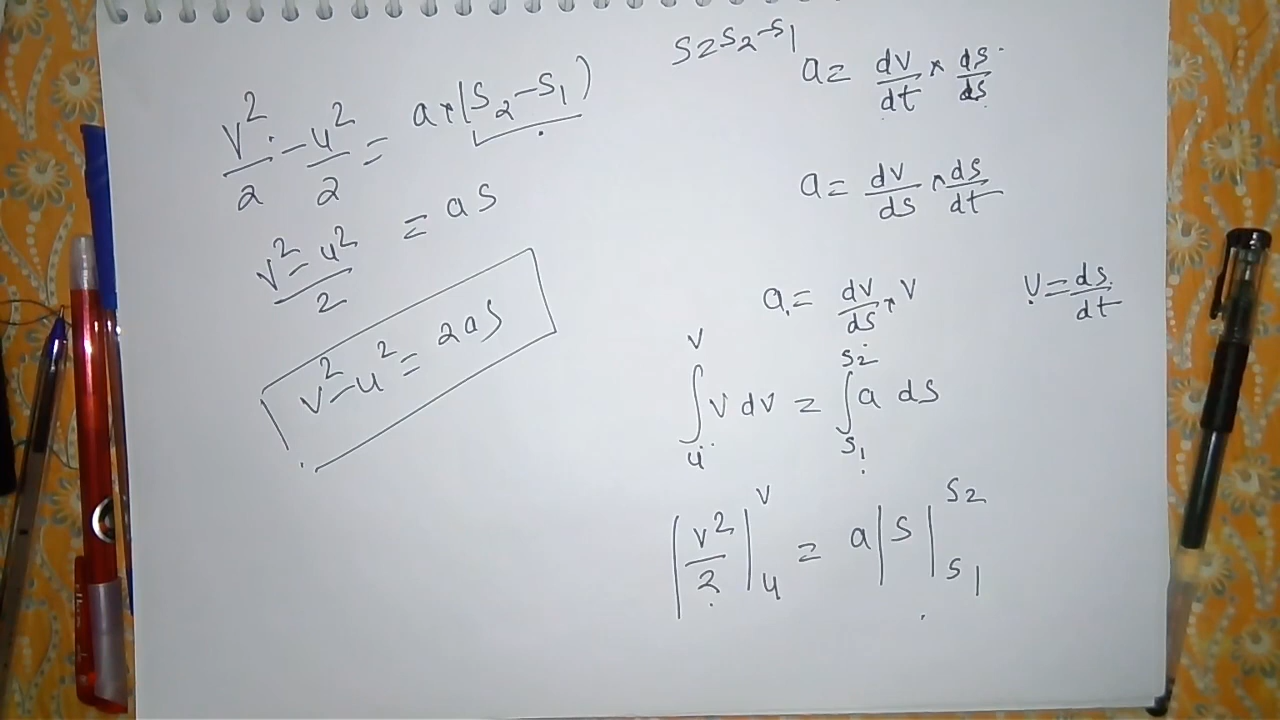 S=S₂-S₁
a= dv/dt × ds/ds
a= dv/ds × ds/dt
a= dv/ds × v
v=ds/dt
∫ᵤᵛ v dv = ∫ₛ₁ˢ² a ds
|v²/2|ᵤᵛ = a|s|ₛ₁ˢ²
v²/2 - u²/2 = a×(S₂-S₁)
(v²-u²)/2 = as
v²-u² = 2as